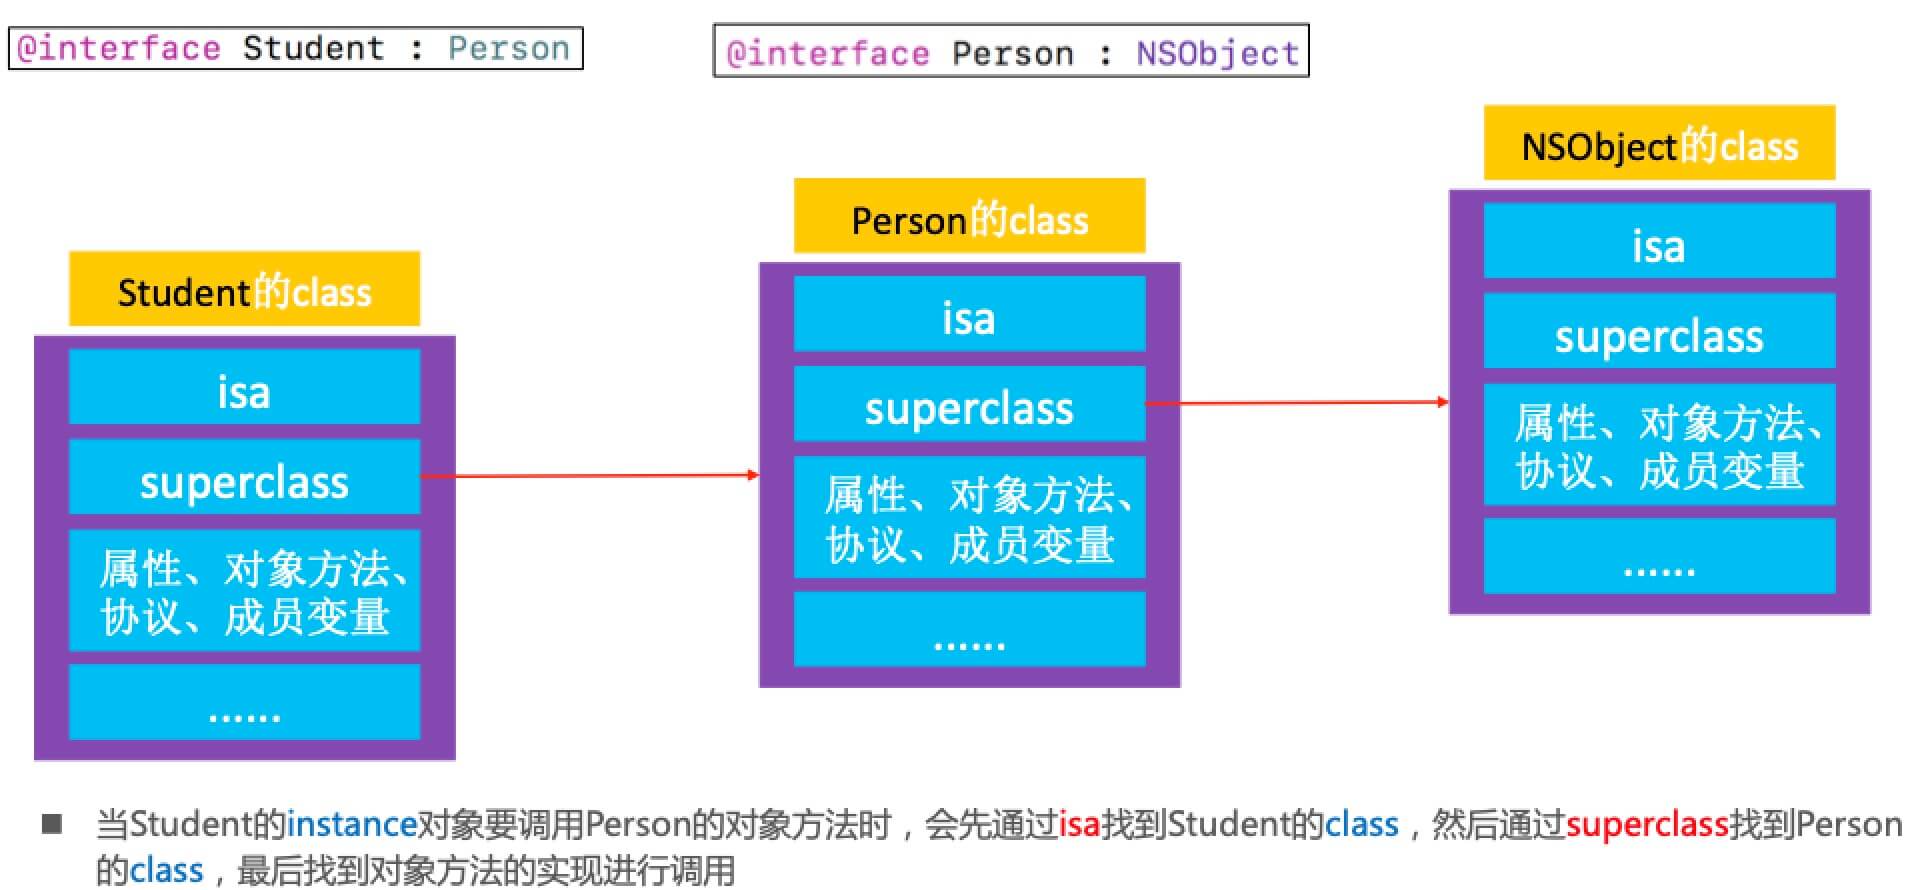 @interface Student : Person
@interface Person : NSObject
NSObject的class
isa
superclass
属性、对象方法、
协议、成员变量
......
Person的class
isa
superclass
属性、对象方法、
协议、成员变量
......
Student的class
isa
superclass
属性、对象方法、
协议、成员变量
......
■ 当Student的instance对象要调用Person的对象方法时，会先通过isa找到Student的class，然后通过superclass找到Person
的class，最后找到对象方法的实现进行调用